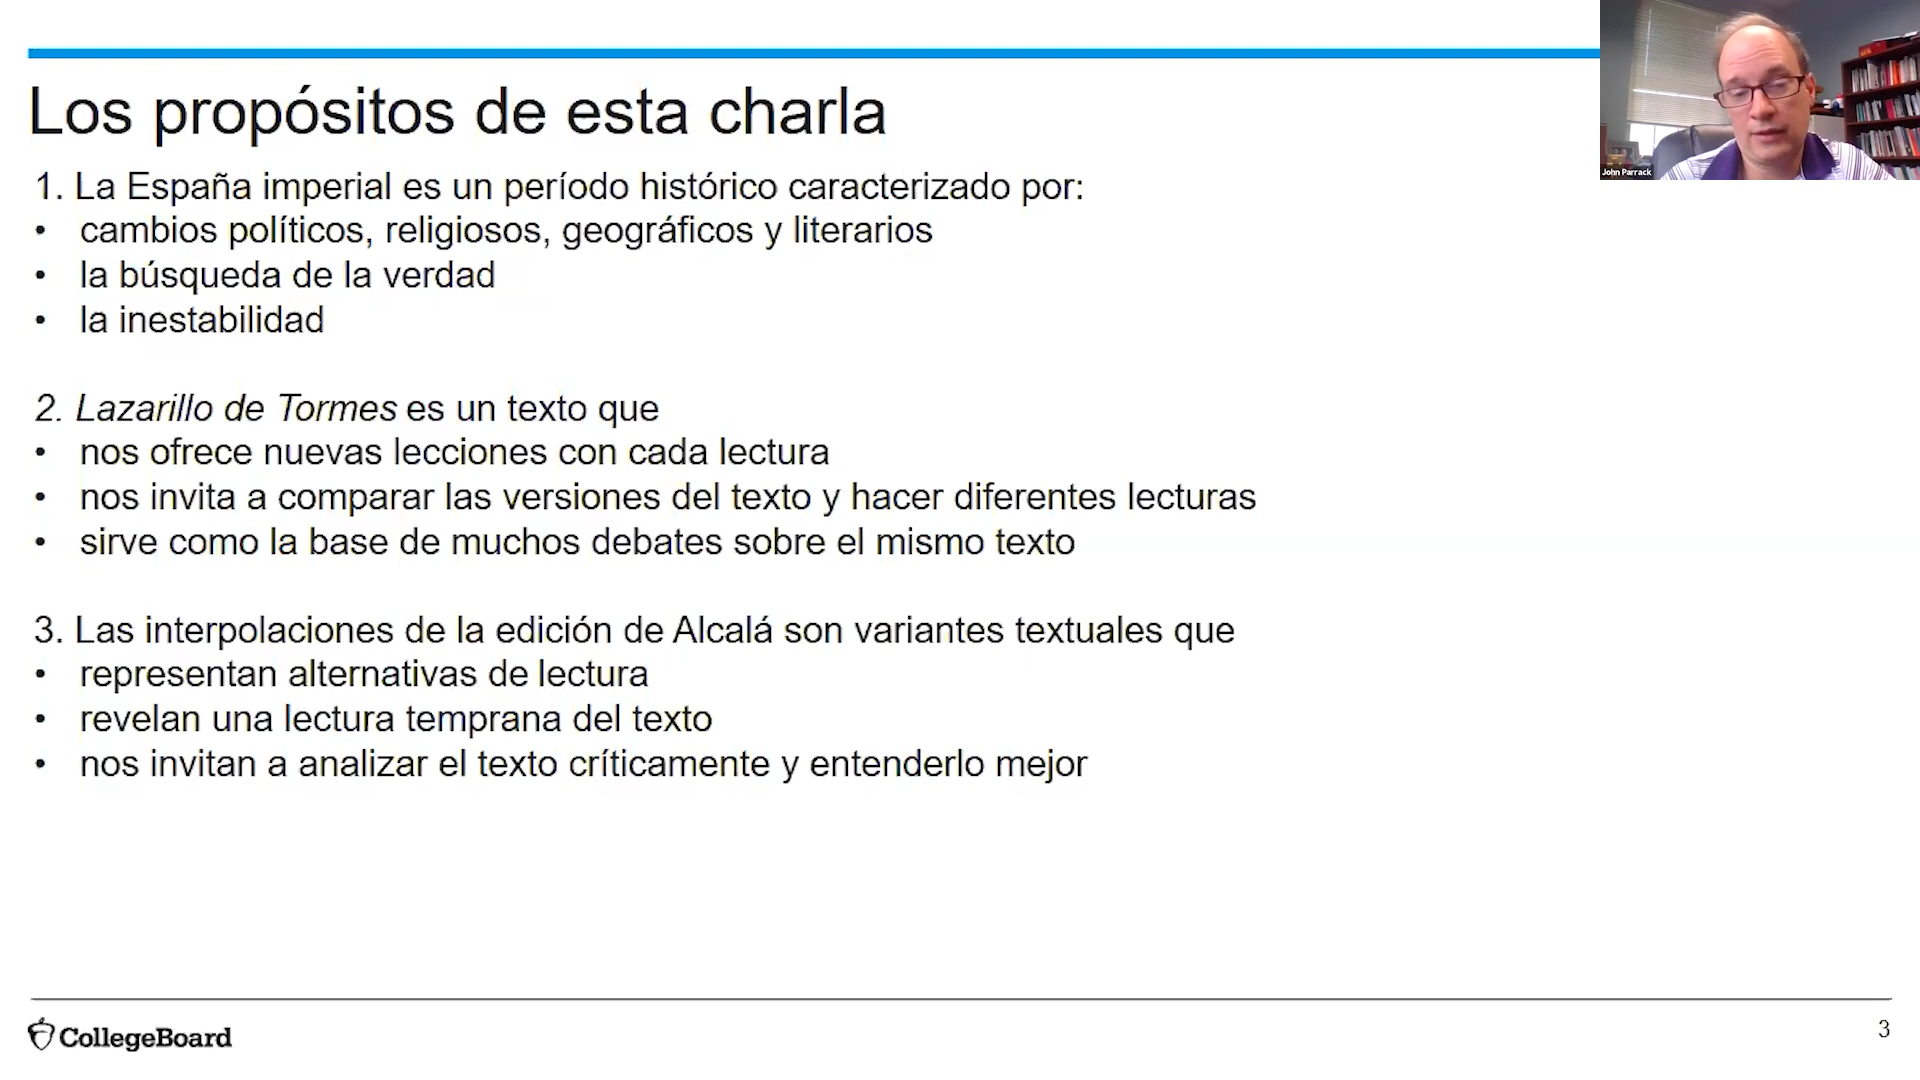 Los propósitos de esta charla
John Parrack
1. La España imperial es un período histórico caracterizado por:
• cambios políticos, religiosos, geográficos y literarios
• la búsqueda de la verdad
• la inestabilidad
2. Lazarillo de Tormes es un texto que
• nos ofrece nuevas lecciones con cada lectura
• nos invita a comparar las versiones del texto y hacer diferentes lecturas
• sirve como la base de muchos debates sobre el mismo texto
3. Las interpolaciones de la edición de Alcalá son variantes textuales que
• representan alternativas de lectura
• revelan una lectura temprana del texto
• nos invitan a analizar el texto críticamente y entenderlo mejor
CollegeBoard
3